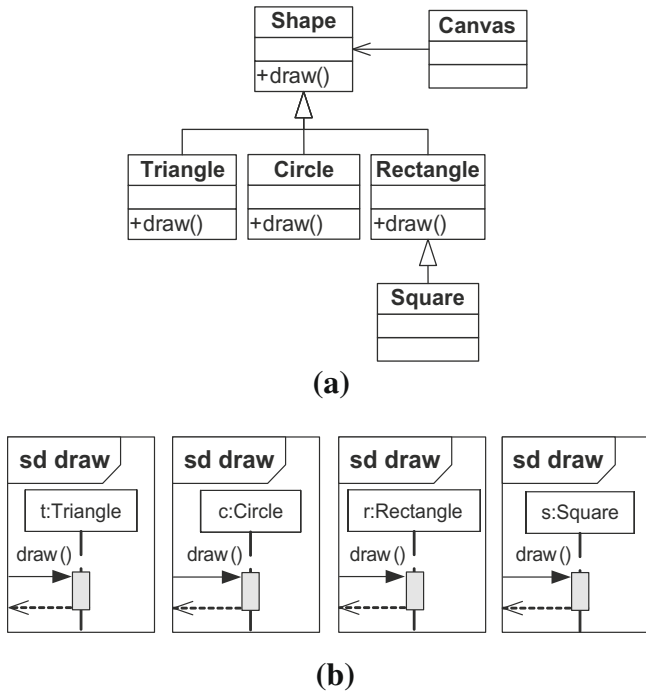 Shape
Canvas
+draw()
Triangle
Circle
Rectangle
+draw()
+draw()
+draw()
Square
(a)
sd draw
sd draw
sd draw
sd draw
t:Triangle
c:Circle
r:Rectangle
s:Square
draw()
draw()
draw()
draw()
(b)